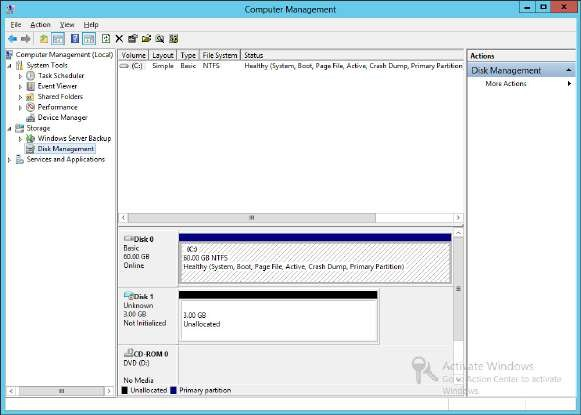 Computer Management
File Action View Help
Computer Management (Local)
System Tools
Task Scheduler
Event Viewer
Shared Folders
Performance
Device Manager
Storage
Windows Server Backup
Disk Management
Services and Applications
Volume Layout Type File System Status
(C:) Simple Basic NTFS Healthy (System, Boot, Page File, Active, Crash Dump, Primary Partition
Disk 0
Basic
60.00 GB
Online
(C:)
60.00 GB NTFS
Healthy (System, Boot, Page File, Active, Crash Dump, Primary Partition)
Disk 1
Unknown
3.00 GB
Not Initialized
3.00 GB
Unallocated
CD-ROM 0
DVD (D:)
No Media
Unallocated Primary partition
Actions
Disk Management
More Actions
Activate Windows
Go to Action Center to activate
Windows.